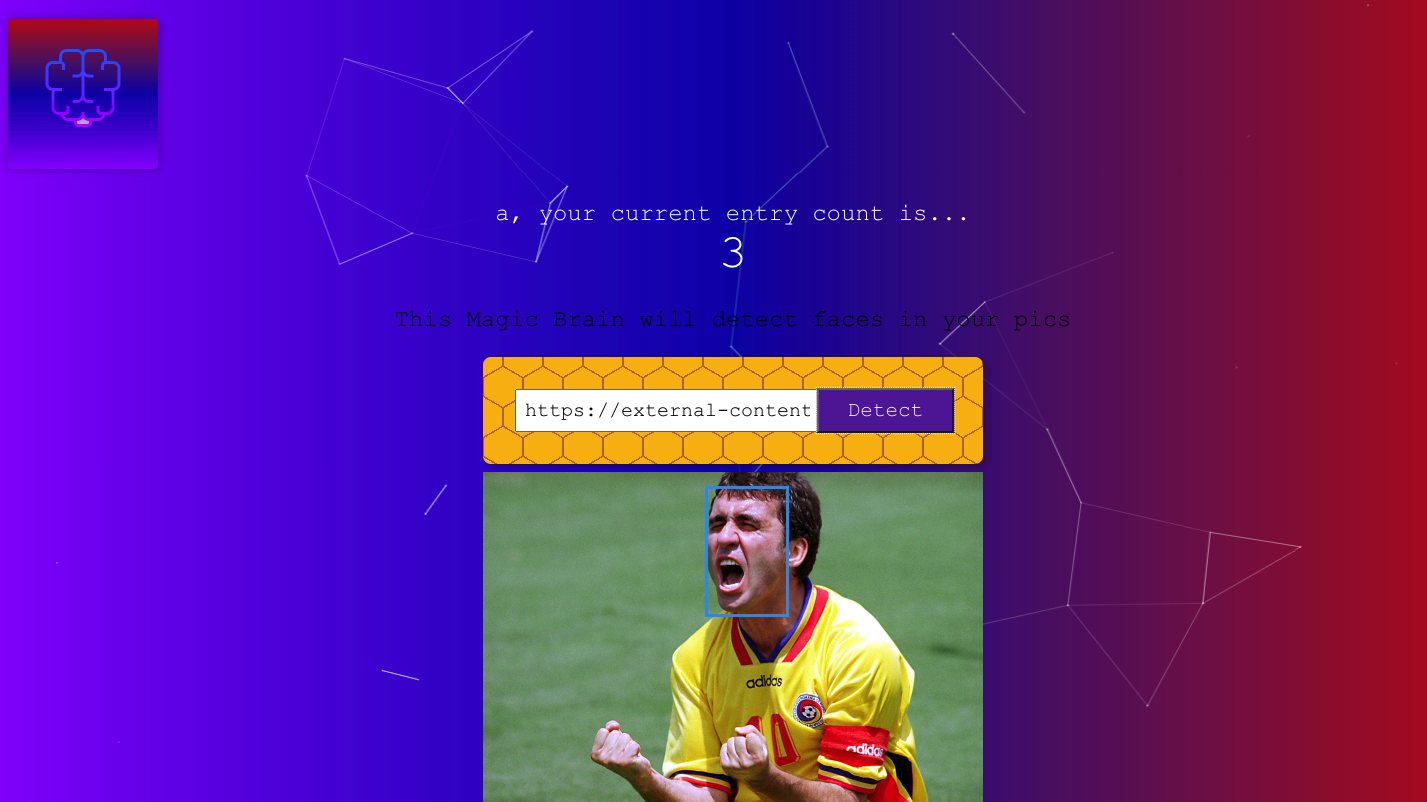 a, your current entry count is...
3
This Magic Brain will detect faces in your pics
https://external-content
Detect
adidas
10
adidas